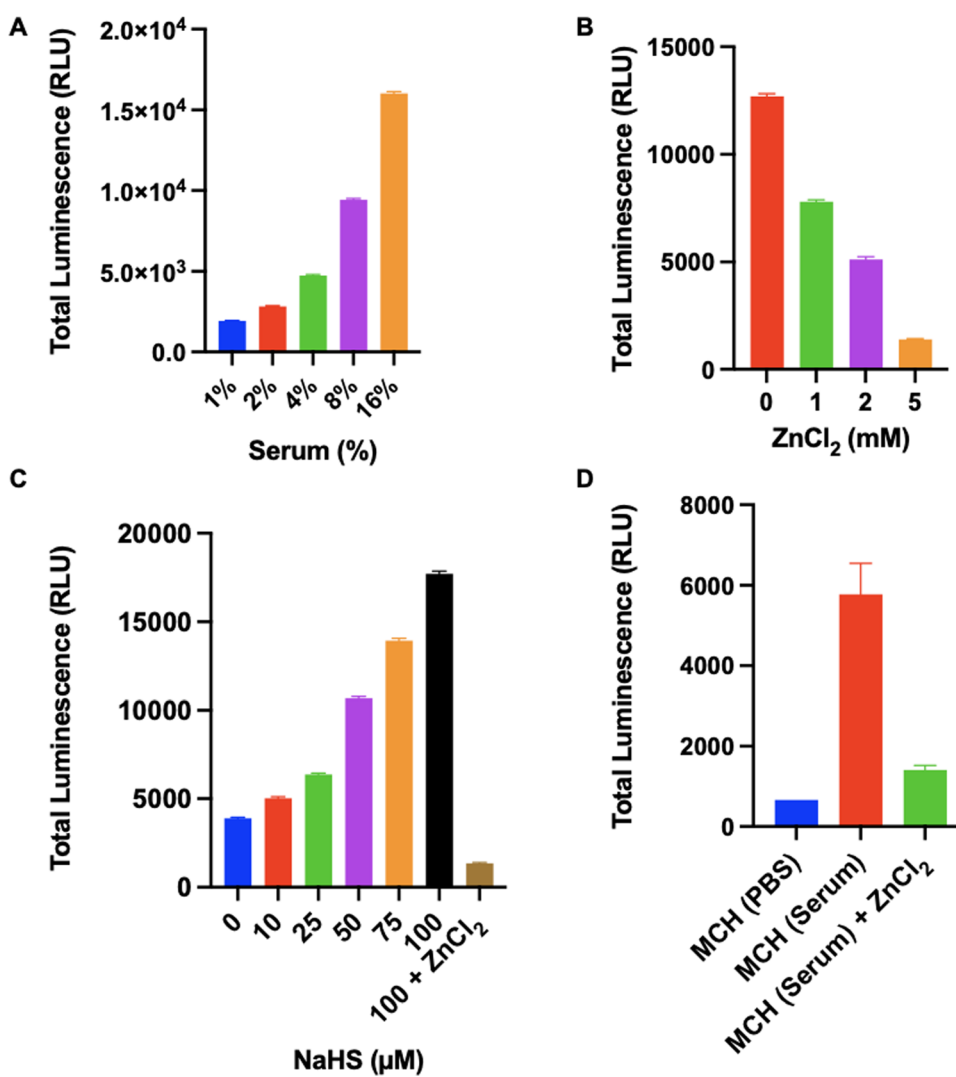 A
Total Luminescence (RLU)
2.0×10⁴
1.5×10⁴
1.0×10⁴
5.0×10³
0.0
1%
2%
4%
8%
16%
Serum (%)
B
Total Luminescence (RLU)
15000
10000
5000
0
0
1
2
5
ZnCl₂ (mM)
C
Total Luminescence (RLU)
20000
15000
10000
5000
0
0
10
25
50
75
100
100 + ZnCl₂
NaHS (µM)
D
Total Luminescence (RLU)
8000
6000
4000
2000
0
MCH (PBS)
MCH (Serum)
MCH (Serum) + ZnCl₂